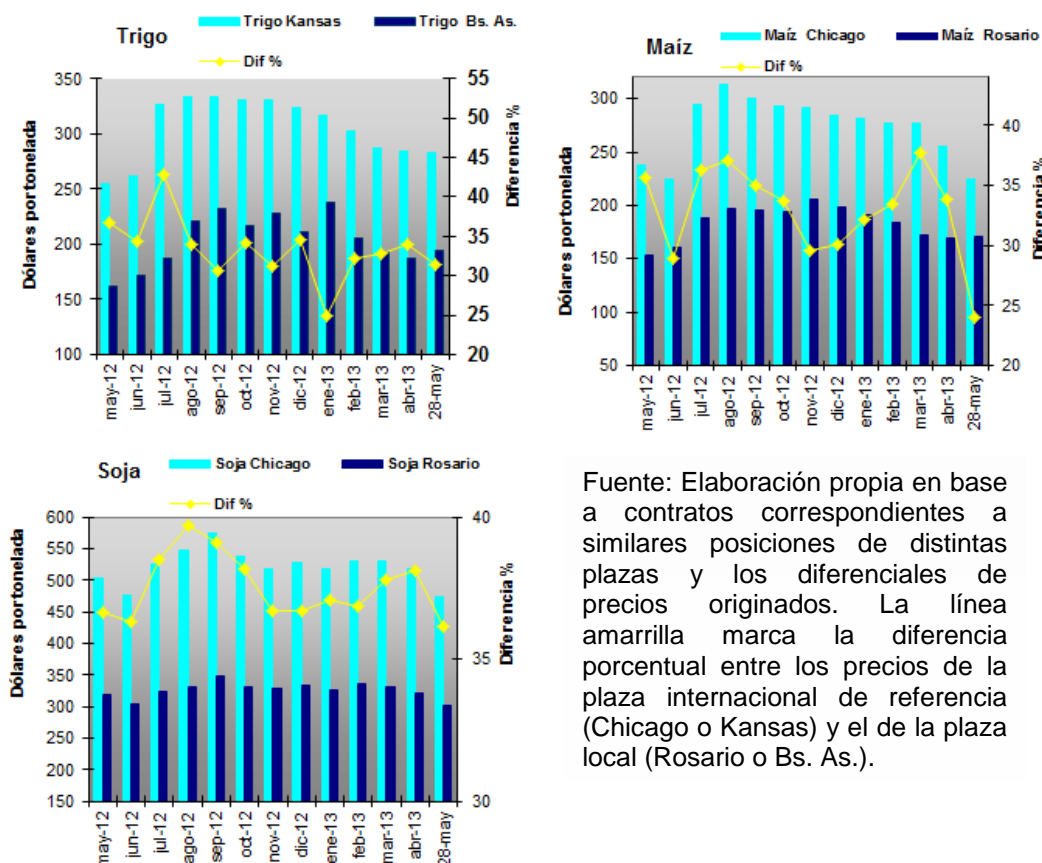 Trigo
Trigo Kansas
Trigo Bs. As.
Dif %
Dólares portonelada
350
300
250
200
150
100
Diferencia %
55
50
45
40
35
30
25
20
may-12
jun-12
jul-12
ago-12
sep-12
oct-12
nov-12
dic-12
ene-13
feb-13
mar-13
abr-13
28-may
Maíz
Maíz Chicago
Maíz Rosario
Dif %
Dólares portonelada
300
250
200
150
100
50
Diferencia %
40
35
30
25
20
may-12
jun-12
jul-12
ago-12
sep-12
oct-12
nov-12
dic-12
ene-13
feb-13
mar-13
abr-13
28-may
Soja
Soja Chicago
Soja Rosario
Dif %
Dólares portonelada
600
550
500
450
400
350
300
250
200
150
Diferencia %
40
35
30
may-12
jun-12
jul-12
ago-12
sep-12
oct-12
nov-12
dic-12
ene-13
feb-13
mar-13
abr-13
28-may
Fuente: Elaboración propia en base
a contratos correspondientes a
similares posiciones de distintas
plazas y los diferenciales de
precios originados. La línea
amarrilla marca la diferencia
porcentual entre los precios de la
plaza internacional de referencia
(Chicago o Kansas) y el de la plaza
local (Rosario o Bs. As.).